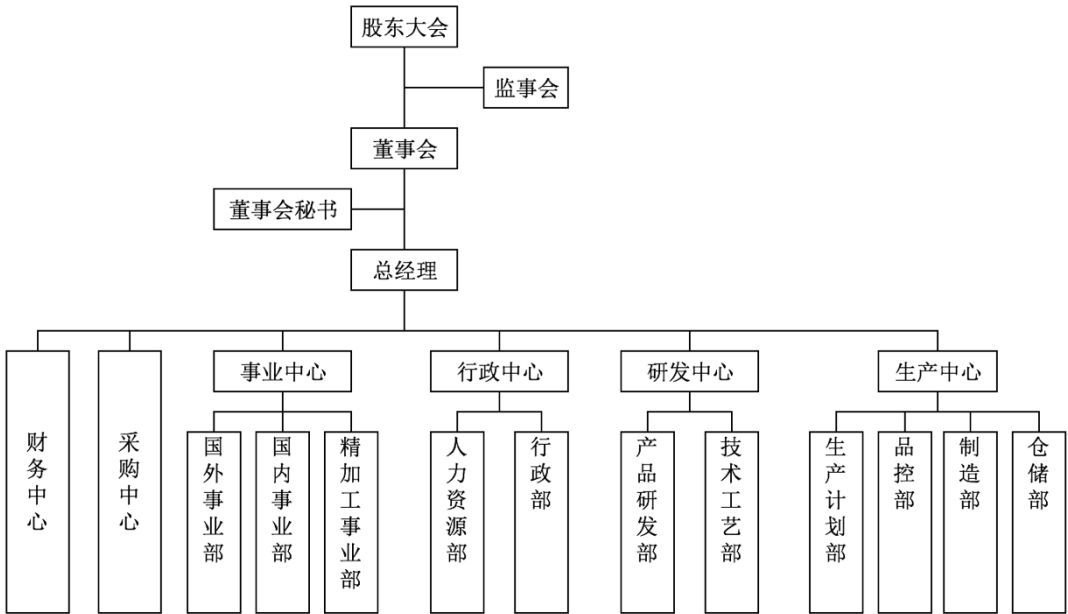 股东大会
监事会
董事会
董事会秘书
总经理
财务中心
采购中心
事业中心
行政中心
研发中心
生产中心
国外事业部
国内事业部
精加工事业部
人力资源部
行政部
产品研发部
技术工艺部
生产计划部
品控部
制造部
仓储部